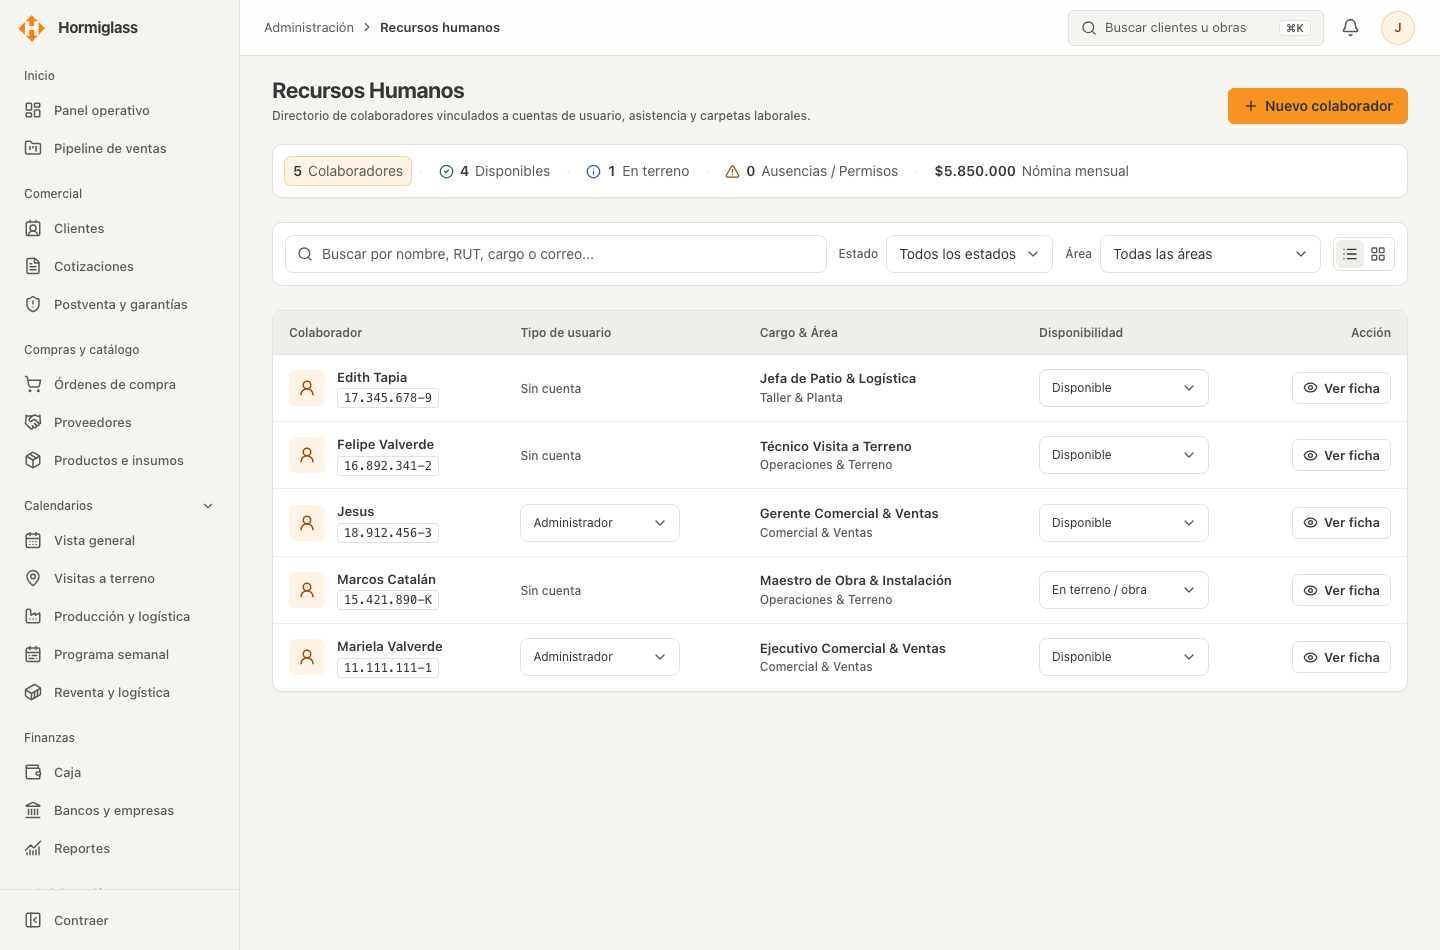 Hormiglass
Inicio
Panel operativo
Pipeline de ventas
Comercial
Clientes
Cotizaciones
Postventa y garantías
Compras y catálogo
Órdenes de compra
Proveedores
Productos e insumos
Calendarios
Vista general
Visitas a terreno
Producción y logística
Programa semanal
Reventa y logística
Finanzas
Caja
Bancos y empresas
Reportes
Contraer
Administración > Recursos humanos
Buscar clientes u obras ⌘K
J
Recursos Humanos
Directorio de colaboradores vinculados a cuentas de usuario, asistencia y carpetas laborales.
+ Nuevo colaborador
5 Colaboradores · 4 Disponibles · 1 En terreno · 0 Ausencias / Permisos · $5.850.000 Nómina mensual
Buscar por nombre, RUT, cargo o correo... Estado Todos los estados Área Todas las áreas
Colaborador Tipo de usuario Cargo & Área Disponibilidad Acción
Edith Tapia
17.345.678-9
Sin cuenta
Jefa de Patio & Logística
Taller & Planta
Disponible
Ver ficha
Felipe Valverde
16.892.341-2
Sin cuenta
Técnico Visita a Terreno
Operaciones & Terreno
Disponible
Ver ficha
Jesus
18.912.456-3
Administrador
Gerente Comercial & Ventas
Comercial & Ventas
Disponible
Ver ficha
Marcos Catalán
15.421.890-K
Sin cuenta
Maestro de Obra & Instalación
Operaciones & Terreno
En terreno / obra
Ver ficha
Mariela Valverde
11.111.111-1
Administrador
Ejecutivo Comercial & Ventas
Comercial & Ventas
Disponible
Ver ficha